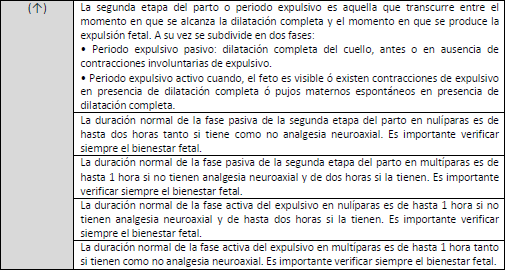 (↑)
La segunda etapa del parto o periodo expulsivo es aquella que transcurre entre el
momento en que se alcanza la dilatación completa y el momento en que se produce la
expulsión fetal. A su vez se subdivide en dos fases:
• Periodo expulsivo pasivo: dilatación completa del cuello, antes o en ausencia de
contracciones involuntarias de expulsivo.
• Periodo expulsivo activo cuando, el feto es visible ó existen contracciones de expulsivo
en presencia de dilatación completa ó pujos maternos espontáneos en presencia de
dilatación completa.
La duración normal de la fase pasiva de la segunda etapa del parto en nulíparas es de
hasta dos horas tanto si tiene como no analgesia neuroaxial. Es importante verificar
siempre el bienestar fetal.
La duración normal de la fase pasiva de la segunda etapa del parto en multíparas es de
hasta 1 hora si no tienen analgesia neuroaxial y de dos horas si la tienen. Es importante
verificar siempre el bienestar fetal.
La duración normal de la fase activa del expulsivo en nulíparas es de hasta 1 hora si no
tienen analgesia neuroaxial y de hasta dos horas si la tienen. Es importante verificar
siempre el bienestar fetal.
La duración normal de la fase activa del expulsivo en multíparas es de hasta 1 hora tanto
si tienen como no analgesia neuroaxial. Es importante verificar siempre el bienestar fetal.